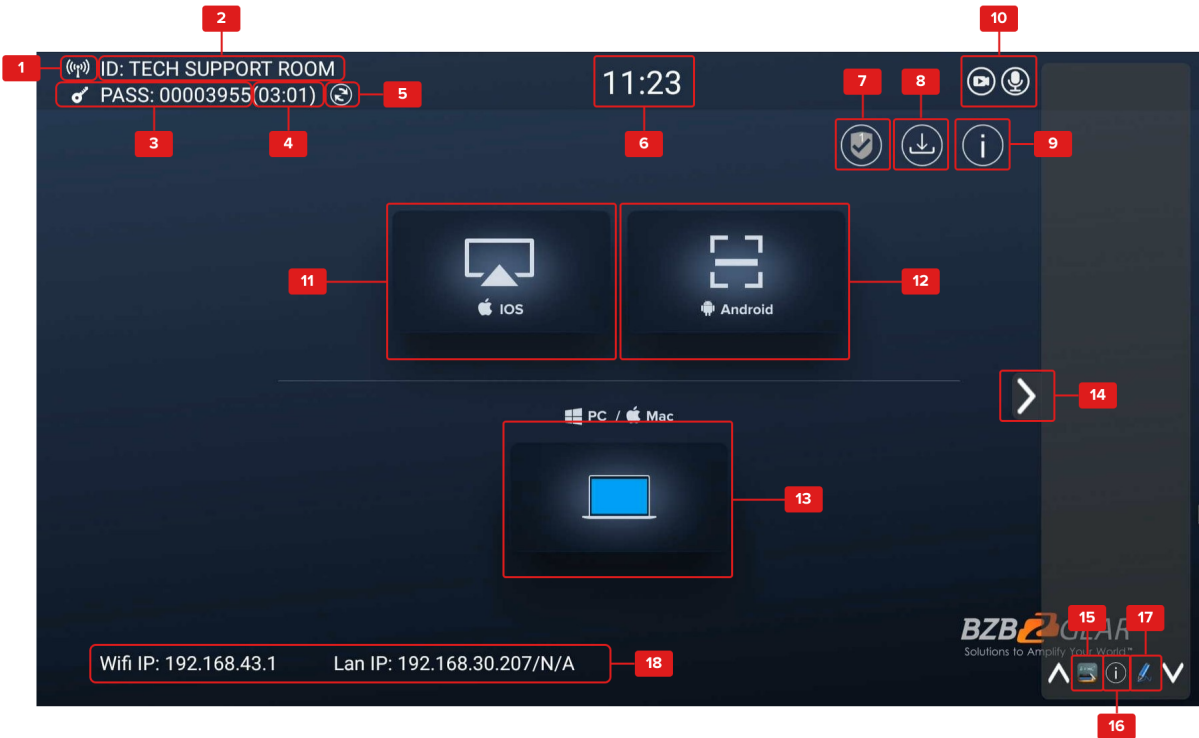 2
10
1
ID: TECH SUPPORT ROOM
PASS: 00003955(03:01)
5
11:23
7
8
3
4
6
1
9
11
IOS
Android
12
14
PC / Mac
13
BZBGEAR
Solutions to Amplify Your World™
15
17
Wifi IP: 192.168.43.1
Lan IP: 192.168.30.207/N/A
18
16